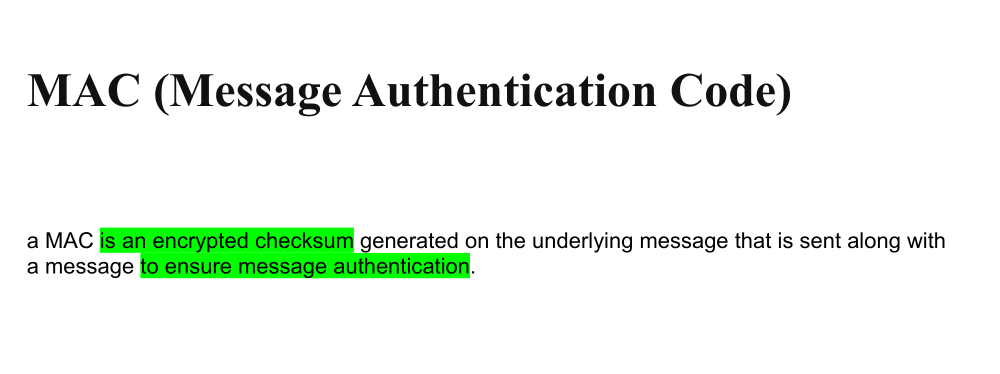 MAC (Message Authentication Code)
a MAC is an encrypted checksum generated on the underlying message that is sent along with
a message to ensure message authentication.